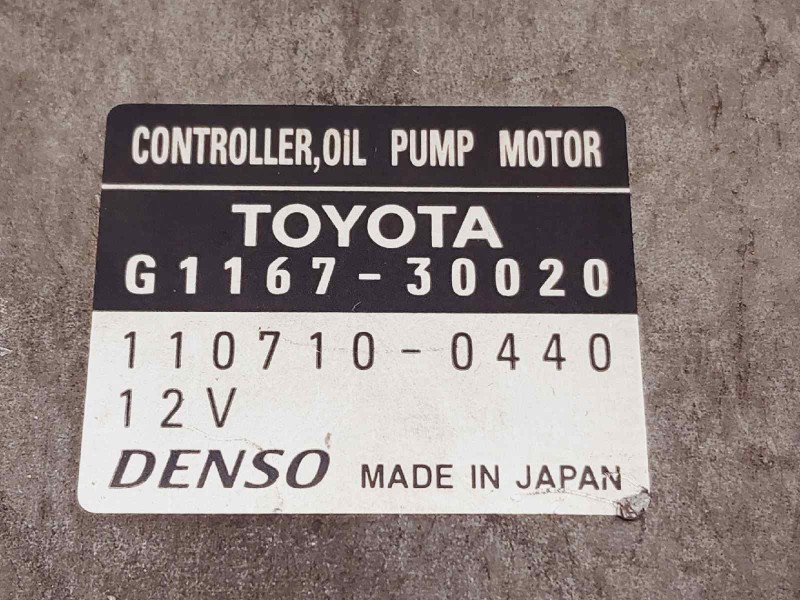 CONTROLLER,OIL PUMP MOTOR
TOYOTA
G1167-30020
110710-0440
12V
DENSO MADE IN JAPAN